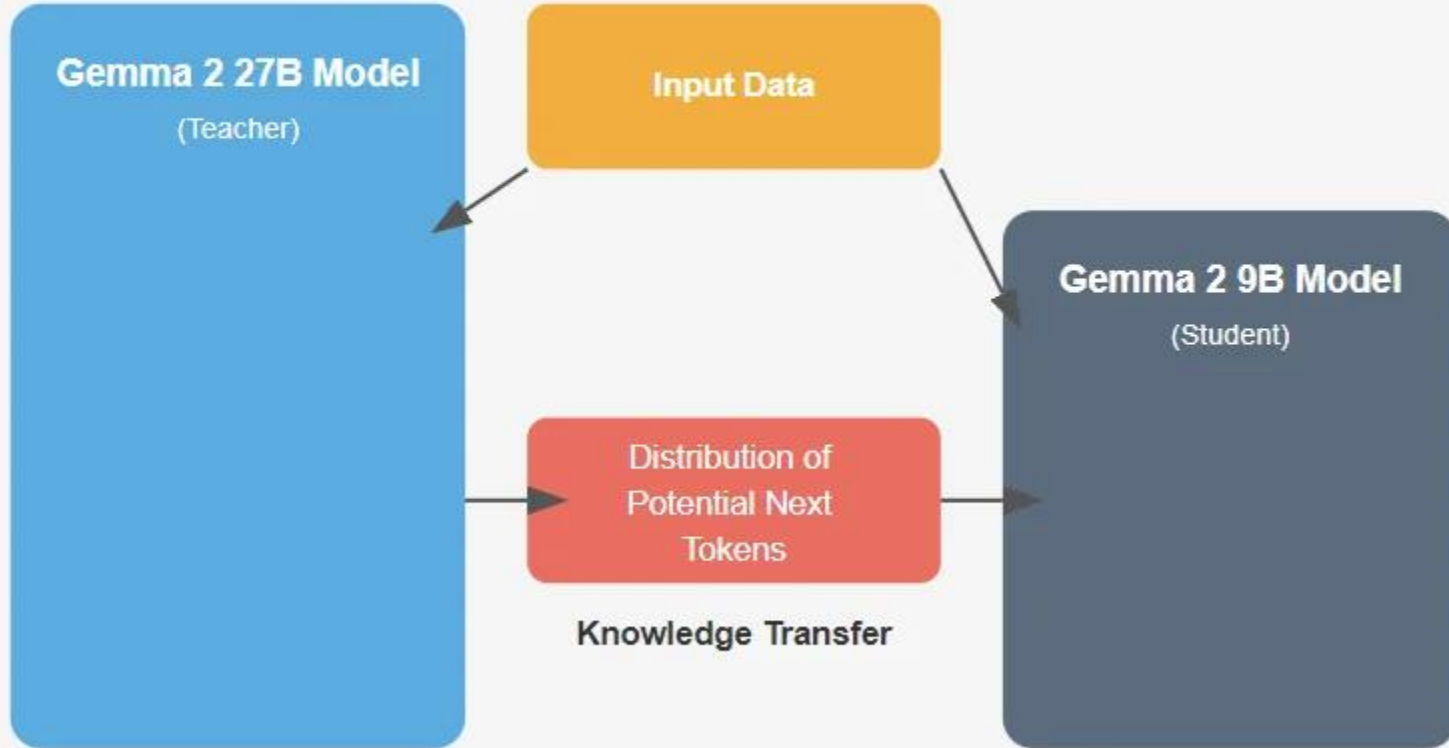 Gemma 2 27B Model
(Teacher)
Input Data
Gemma 2 9B Model
(Student)
Distribution of
Potential Next
Tokens
Knowledge Transfer